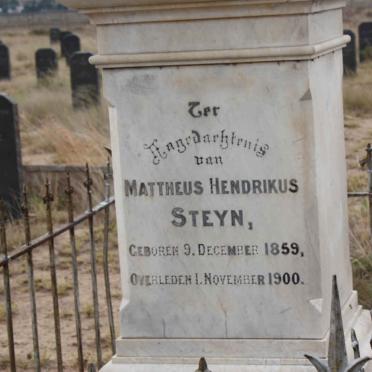 Ter
Nagedachtenis
van
MATTHEUS HENDRIKUS
STEYN,
GEBOREN 9. DECEMBER 1859,
OVERLEDEN 1. NOVEMBER 1900.